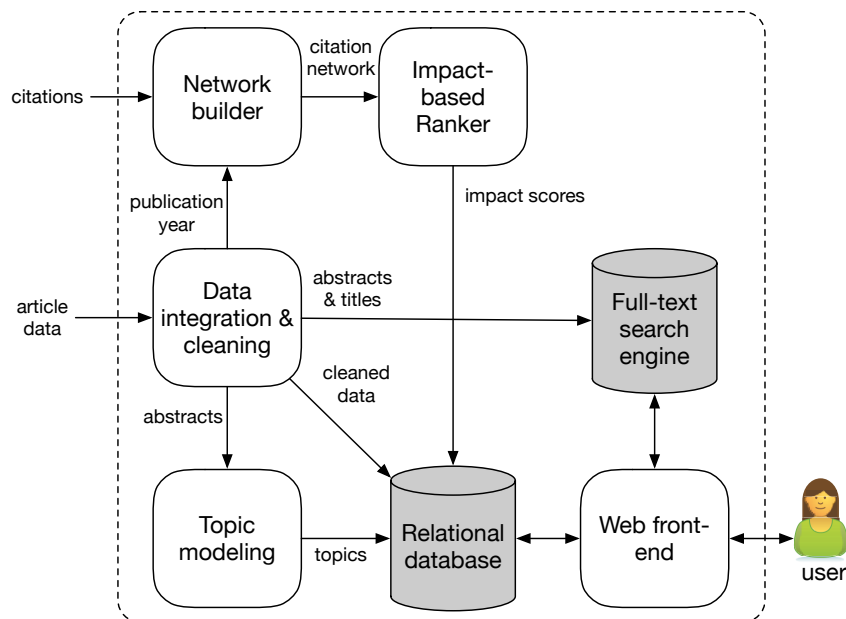 citations
Network
builder
citation
network
Impact-
based
Ranker
publication
year
impact scores
article
data
Data
integration &
cleaning
abstracts
& titles
Full-text
search
engine
cleaned
data
abstracts
Topic
modeling
topics
Relational
database
Web front-
end
user